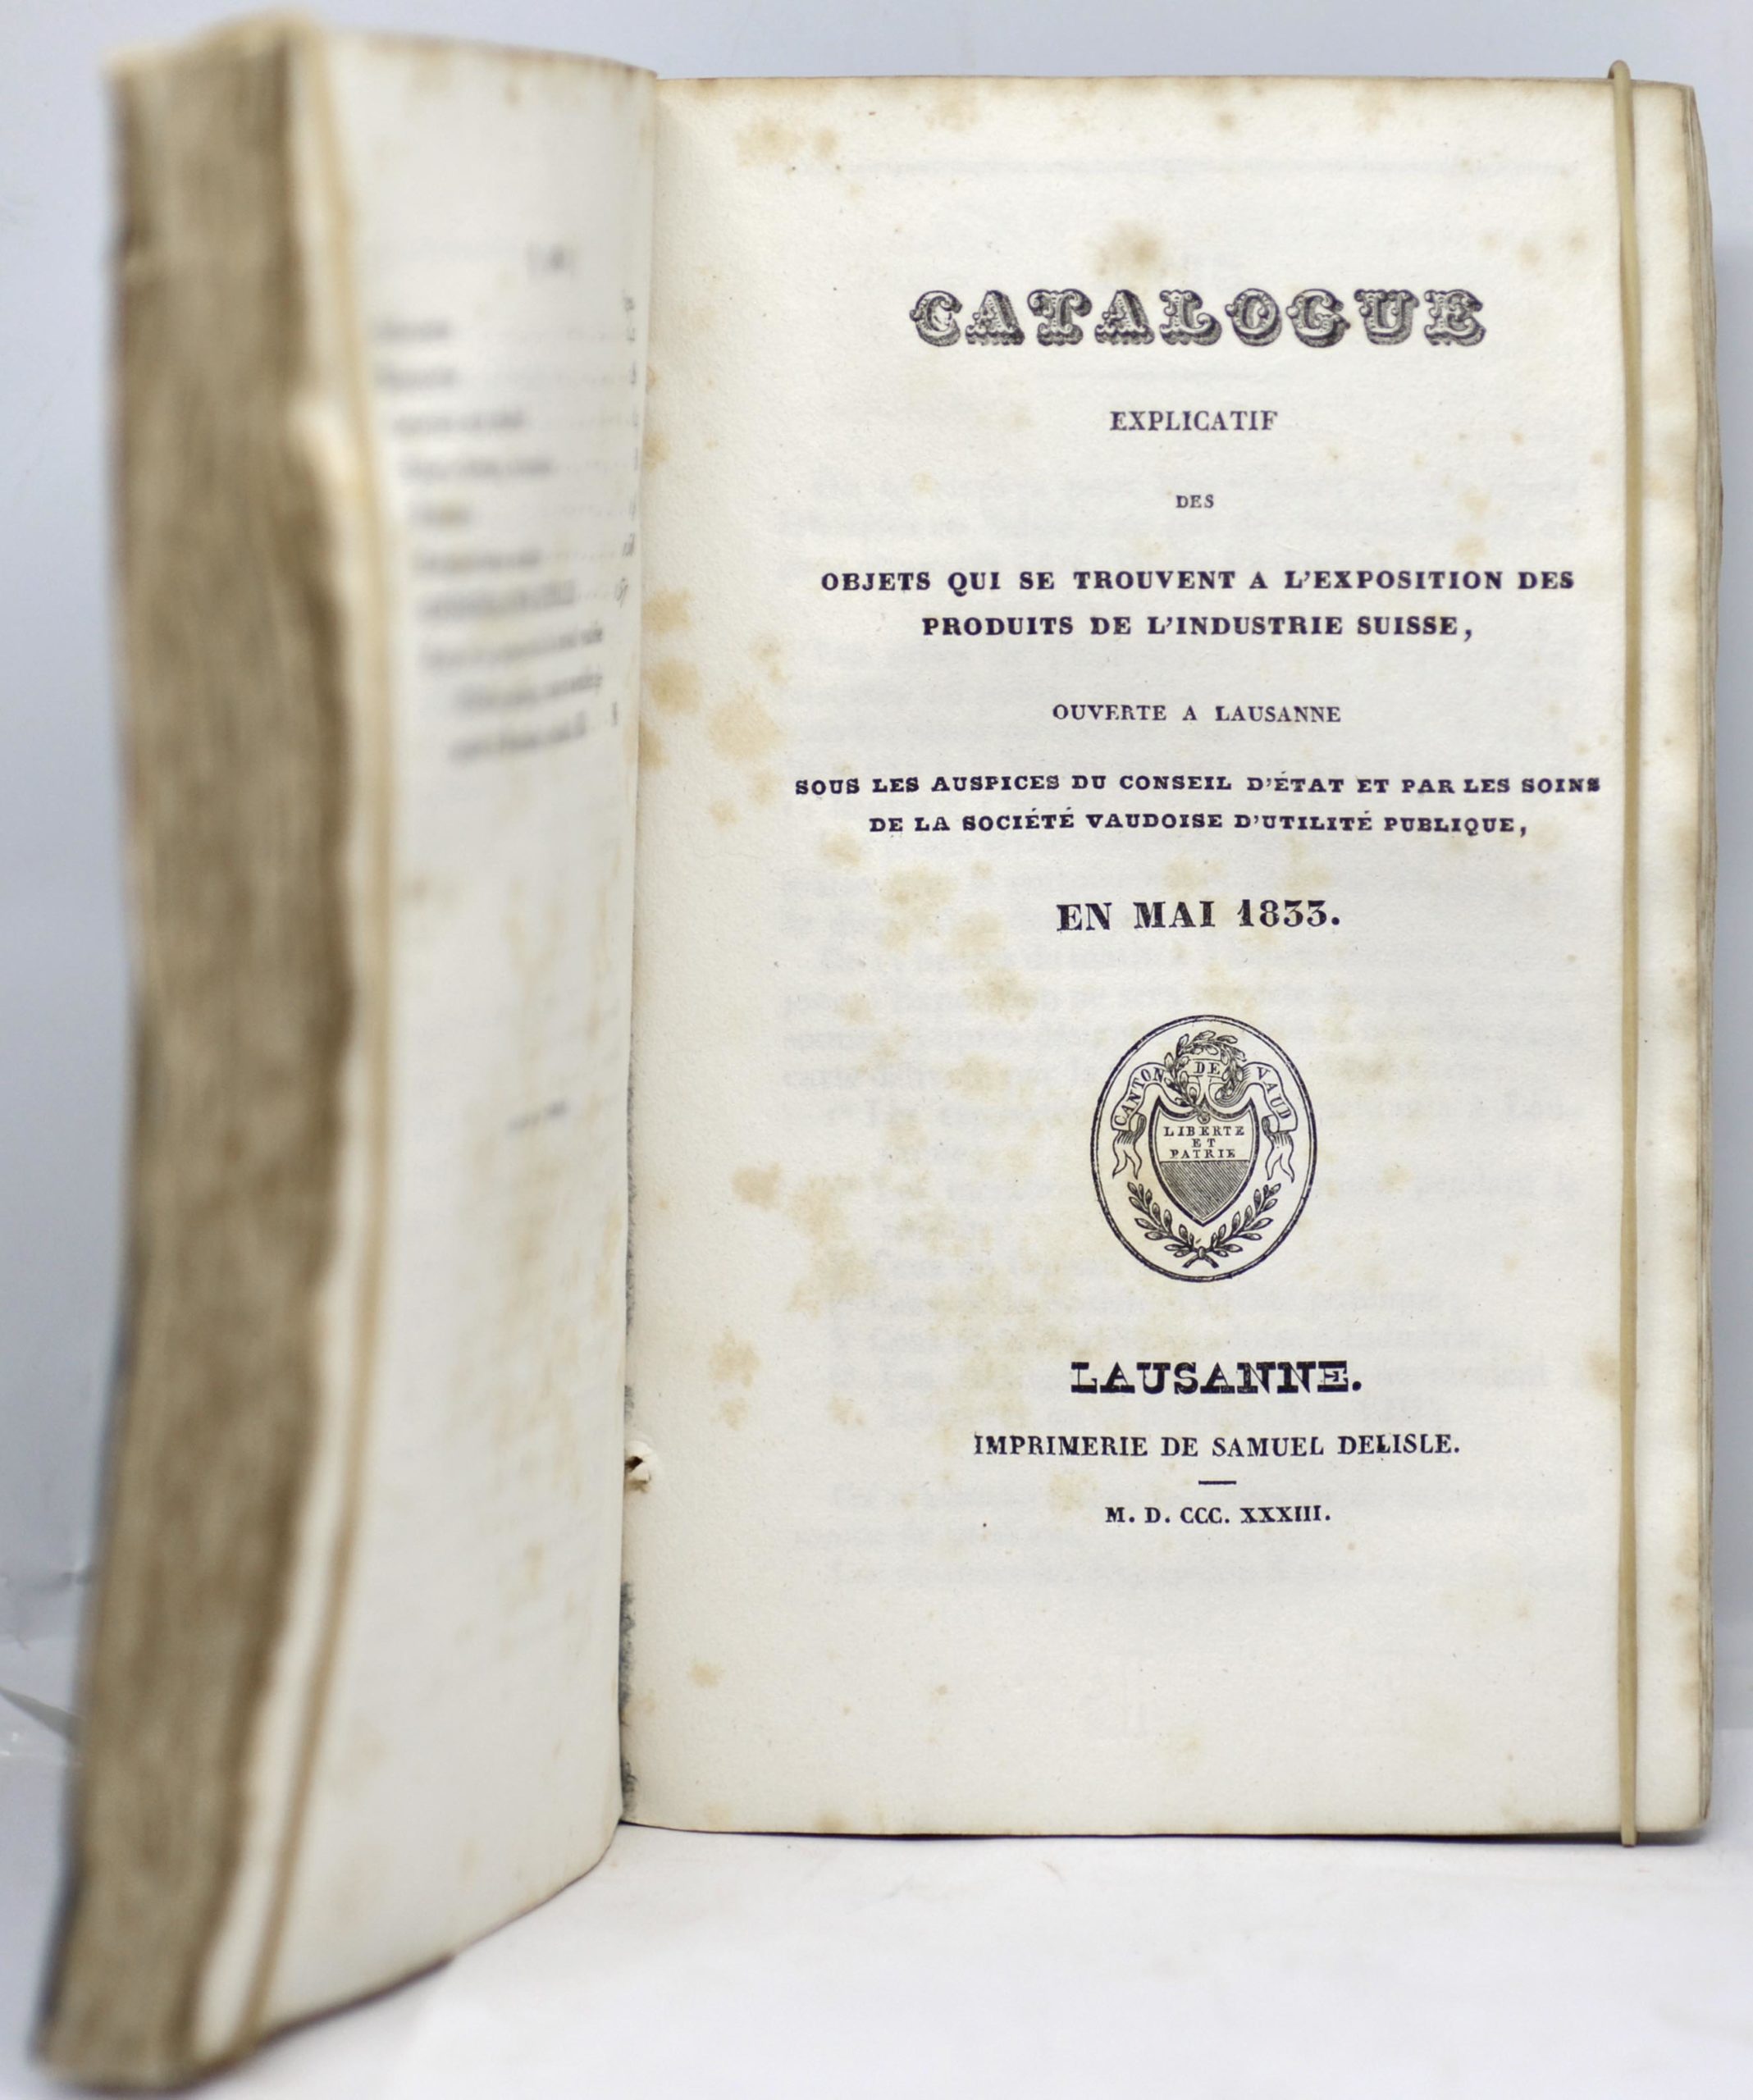 CATALOGUE
EXPLICATIF
DES
OBJETS QUI SE TROUVENT A L'EXPOSITION DES
PRODUITS DE L'INDUSTRIE SUISSE,
OUVERTE A LAUSANNE
SOUS LES AUSPICES DU CONSEIL D'ÉTAT ET PAR LES SOINS
DE LA SOCIÉTÉ VAUDOISE D'UTILITÉ PUBLIQUE,
EN MAI 1833.
CANTON DE VAUD
LIBERTE
ET
PATRIE
LAUSANNE.
IMPRIMERIE DE SAMUEL DELISLE.
M. D. CCC. XXXIII.